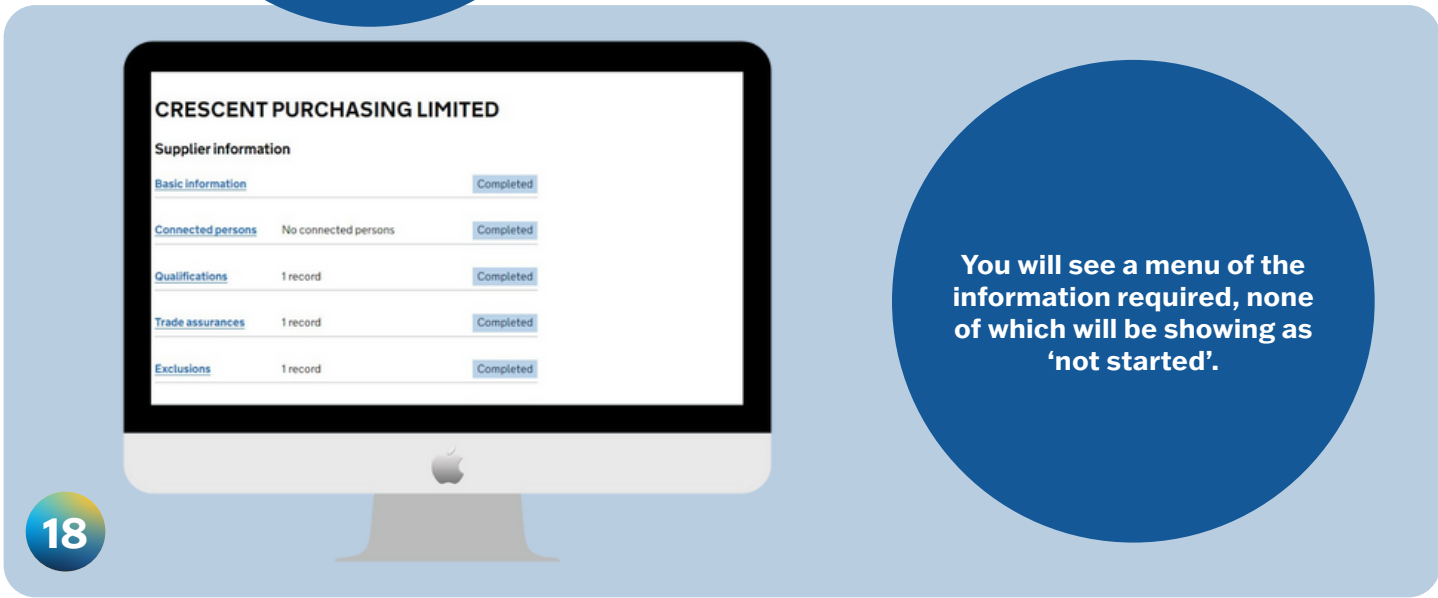 CRESCENT PURCHASING LIMITED
Supplier information
Basic information Completed
Connected persons No connected persons Completed
Qualifications 1 record Completed
Trade assurances 1 record Completed
Exclusions 1 record Completed
You will see a menu of the
information required, none
of which will be showing as
‘not started’.
18